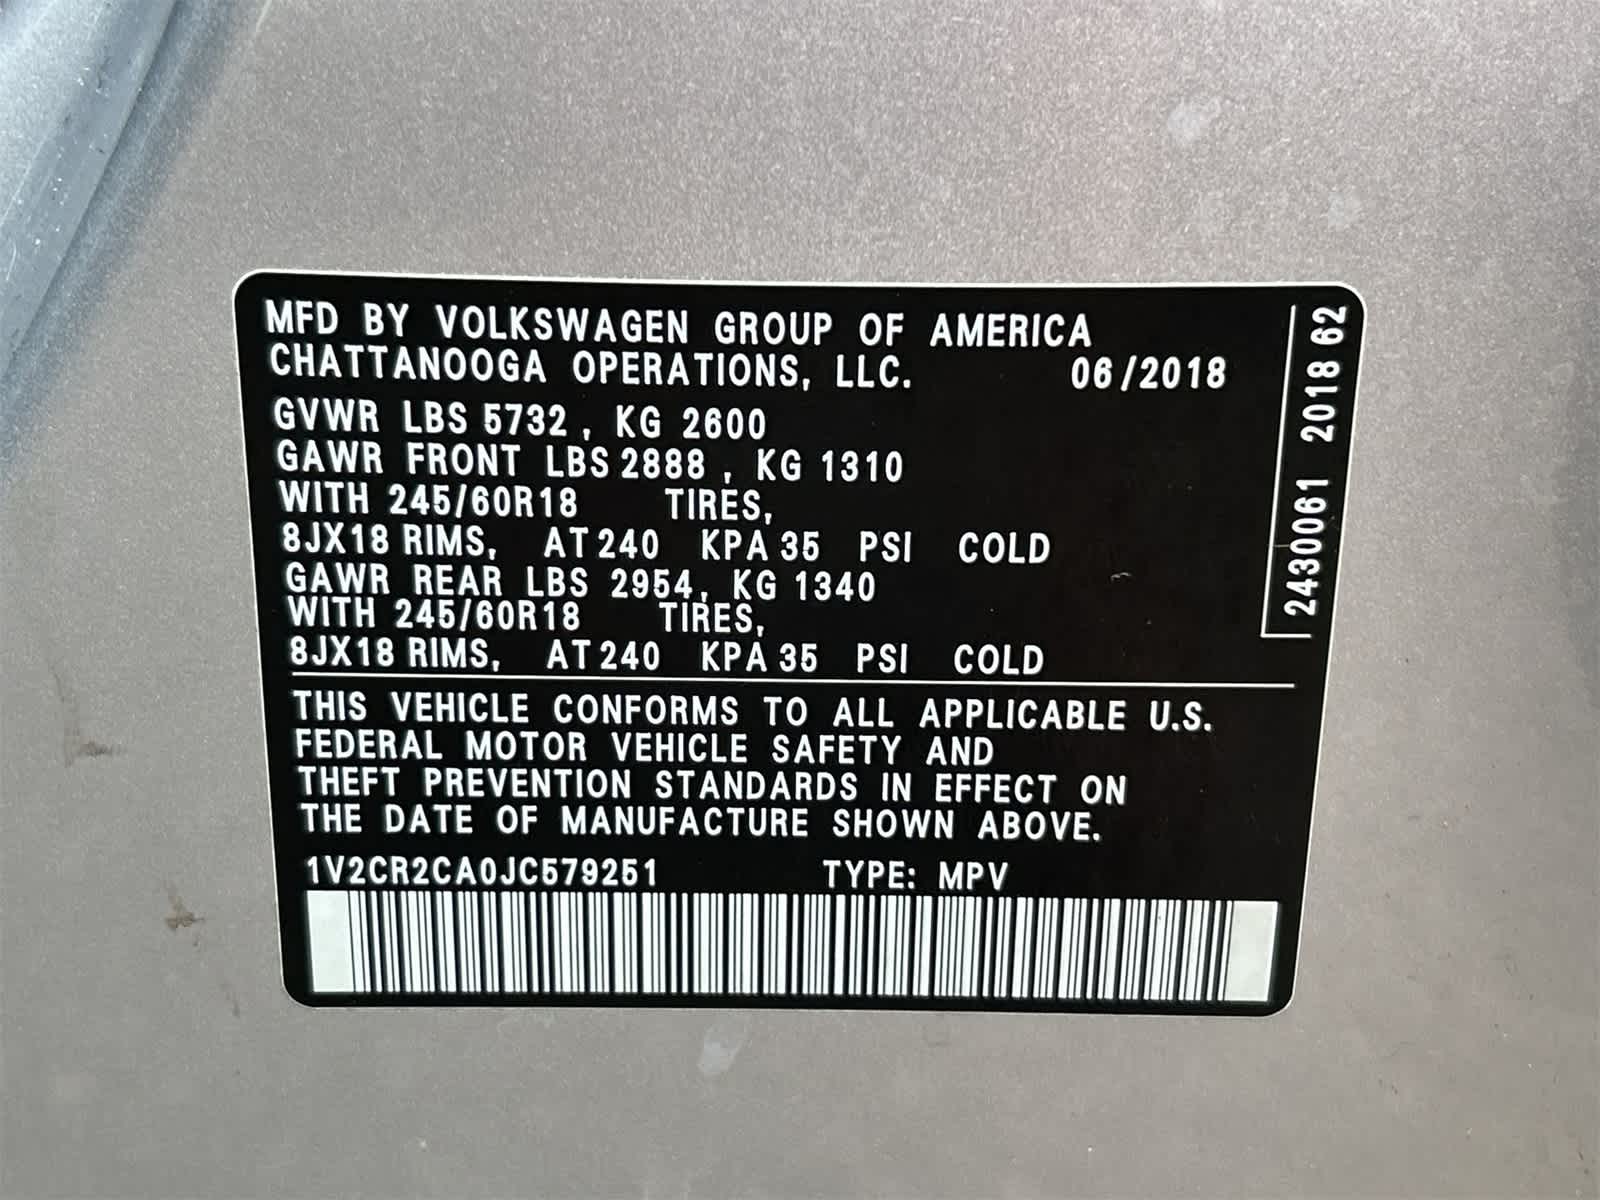 MFD BY VOLKSWAGEN GROUP OF AMERICA
CHATTANOOGA OPERATIONS, LLC. 06/2018
GVWR LBS 5732 , KG 2600
GAWR FRONT LBS 2888 , KG 1310
WITH 245/60R18 TIRES,
8JX18 RIMS, AT 240 KPA 35 PSI COLD
GAWR REAR LBS 2954, KG 1340
WITH 245/60R18 TIRES,
8JX18 RIMS, AT 240 KPA 35 PSI COLD
THIS VEHICLE CONFORMS TO ALL APPLICABLE U.S.
FEDERAL MOTOR VEHICLE SAFETY AND
THEFT PREVENTION STANDARDS IN EFFECT ON
THE DATE OF MANUFACTURE SHOWN ABOVE.
1V2CR2CA0JC579251 TYPE: MPV
2430061 2018 62